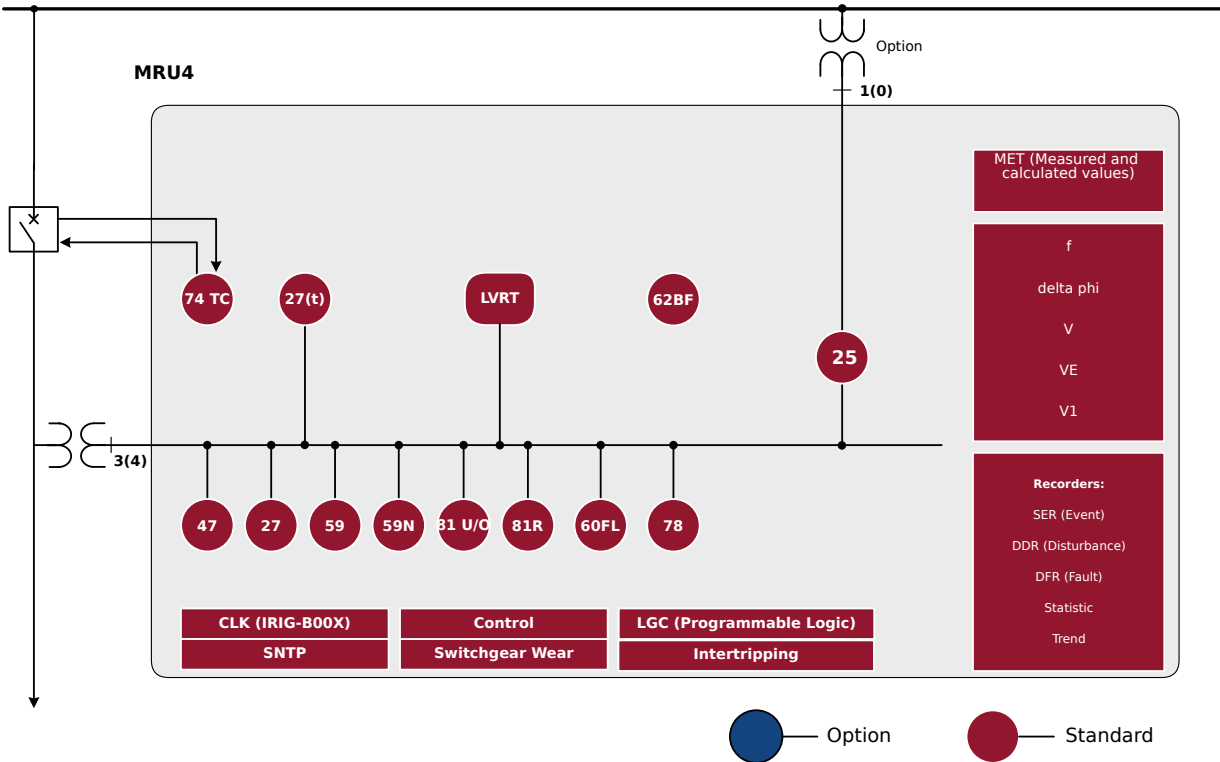 Option
MRU4
1(0)
MET (Measured and
calculated values)
f
delta phi
V
VE
V1
74 TC
27(t)
LVRT
62BF
25
3(4)
47
27
59
59N
81 U/O
81R
60FL
78
Recorders:
SER (Event)
DDR (Disturbance)
DFR (Fault)
Statistic
Trend
CLK (IRIG-B00X)
SNTP
Control
Switchgear Wear
LGC (Programmable Logic)
Intertripping
Option
Standard